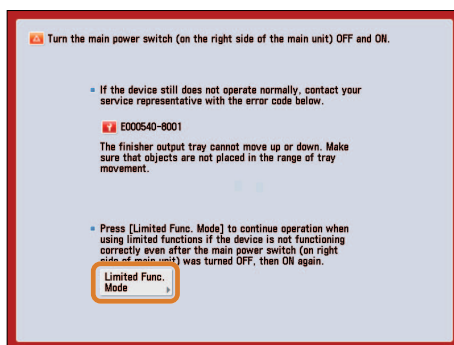 Turn the main power switch (on the right side of the main unit) OFF and ON.
If the device still does not operate normally, contact your
service representative with the error code below.
E000540-8001
The finisher output tray cannot move up or down. Make
sure that objects are not placed in the range of tray
movement.
Press [Limited Func. Mode] to continue operation when
using limited functions if the device is not functioning
correctly even after the main power switch (on right
side of main unit) was turned OFF, then ON again.
Limited Func.
Mode